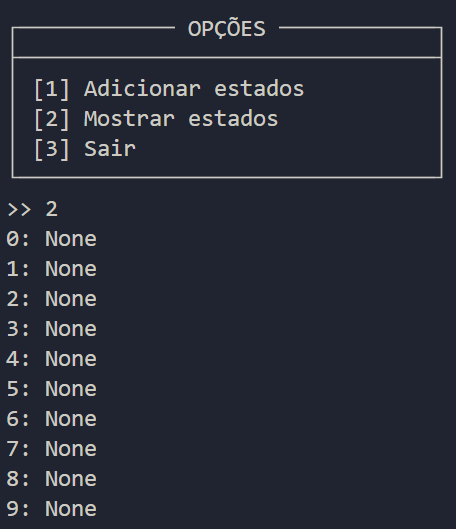 OPÇÕES
[1] Adicionar estados
[2] Mostrar estados
[3] Sair
>> 2
0: None
1: None
2: None
3: None
4: None
5: None
6: None
7: None
8: None
9: None